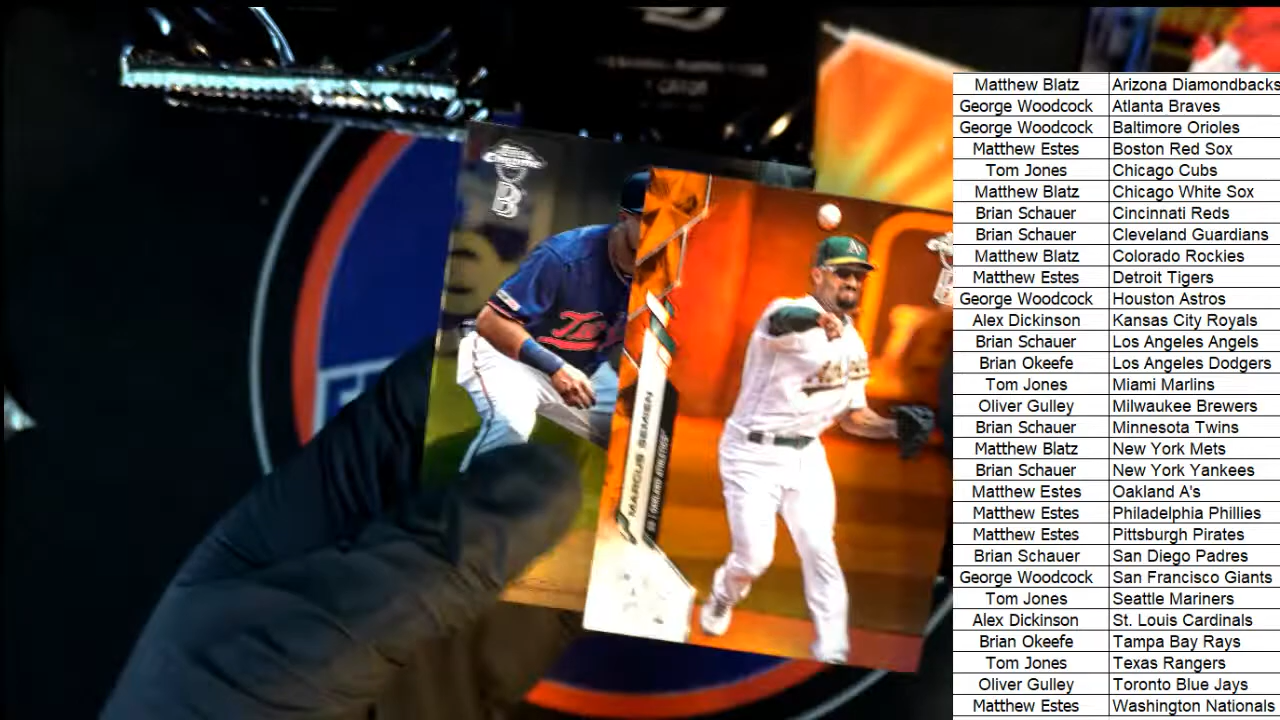 MARCUS SEMIEN
SS | OAKLAND ATHLETICS
A's
Matthew Blatz Arizona Diamondbacks
George Woodcock Atlanta Braves
George Woodcock Baltimore Orioles
Matthew Estes Boston Red Sox
Tom Jones Chicago Cubs
Matthew Blatz Chicago White Sox
Brian Schauer Cincinnati Reds
Brian Schauer Cleveland Guardians
Matthew Blatz Colorado Rockies
Matthew Estes Detroit Tigers
George Woodcock Houston Astros
Alex Dickinson Kansas City Royals
Brian Schauer Los Angeles Angels
Brian Okeefe Los Angeles Dodgers
Tom Jones Miami Marlins
Oliver Gulley Milwaukee Brewers
Brian Schauer Minnesota Twins
Matthew Blatz New York Mets
Brian Schauer New York Yankees
Matthew Estes Oakland A's
Matthew Estes Philadelphia Phillies
Matthew Estes Pittsburgh Pirates
Brian Schauer San Diego Padres
George Woodcock San Francisco Giants
Tom Jones Seattle Mariners
Alex Dickinson St. Louis Cardinals
Brian Okeefe Tampa Bay Rays
Tom Jones Texas Rangers
Oliver Gulley Toronto Blue Jays
Matthew Estes Washington Nationals